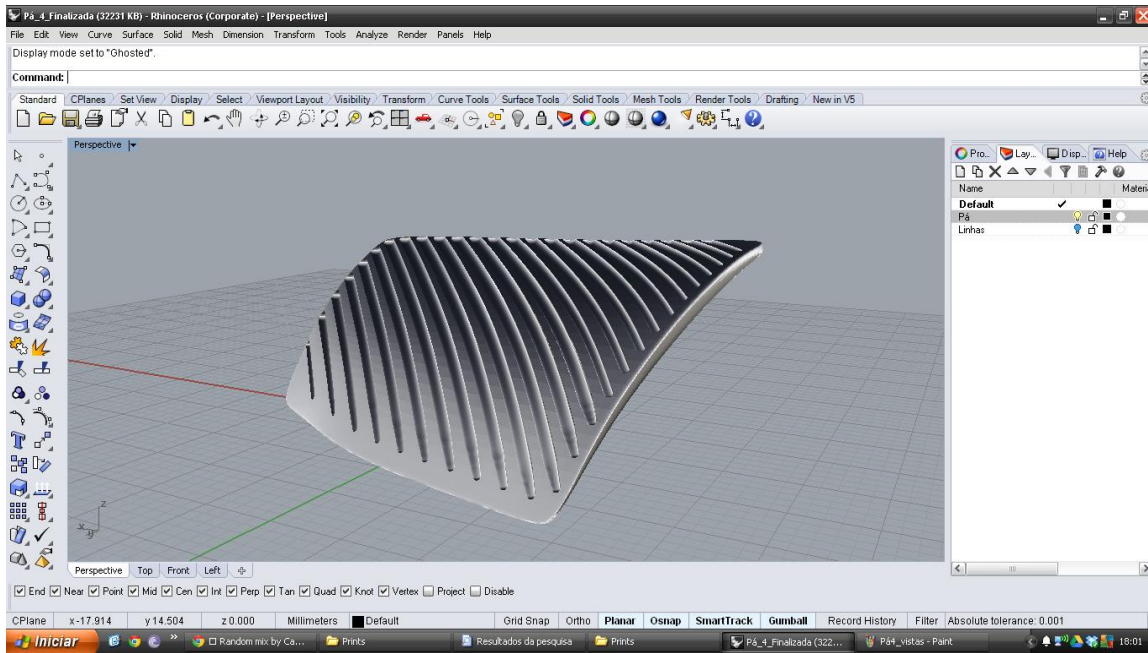 Pá_4_Finalizada (32231 KB) - Rhinoceros (Corporate) - [Perspective]
File Edit View Curve Surface Solid Mesh Dimension Transform Tools Analyze Render Panels Help
Display mode set to "Ghosted".
Command:
Standard CPlanes Set View Display Select Viewport Layout Visibility Transform Curve Tools Surface Tools Solid Tools Mesh Tools Render Tools Drafting New in V5
Perspective
Pro... Lay... Disp... Help
Name Materi
Default
Pá
Linhas
z
x
y
Perspective Top Front Left
End Near Point Mid Cen Int Perp Tan Quad Knot Vertex Project Disable
CPlane x -17.914 y 14.504 z 0.000 Millimeters Default Grid Snap Ortho Planar Osnap SmartTrack Gumball Record History Filter Absolute tolerance: 0.001
Iniciar » Random mix by Ca... Prints Resultados da pesquisa Prints Pá_4_Finalizada (322... Pá4_vistas - Paint 18:01